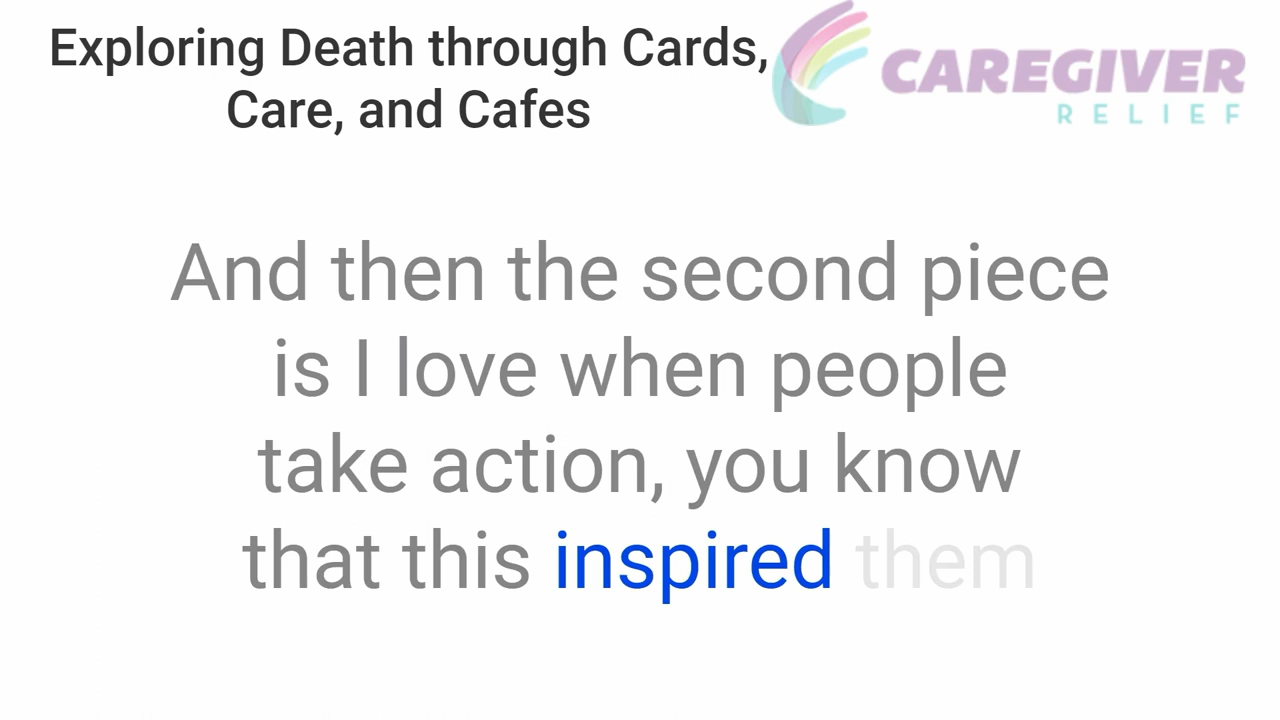 Exploring Death through Cards,
Care, and Cafes
CAREGIVER
RELIEF
And then the second piece
is I love when people
take action, you know
that this inspired them